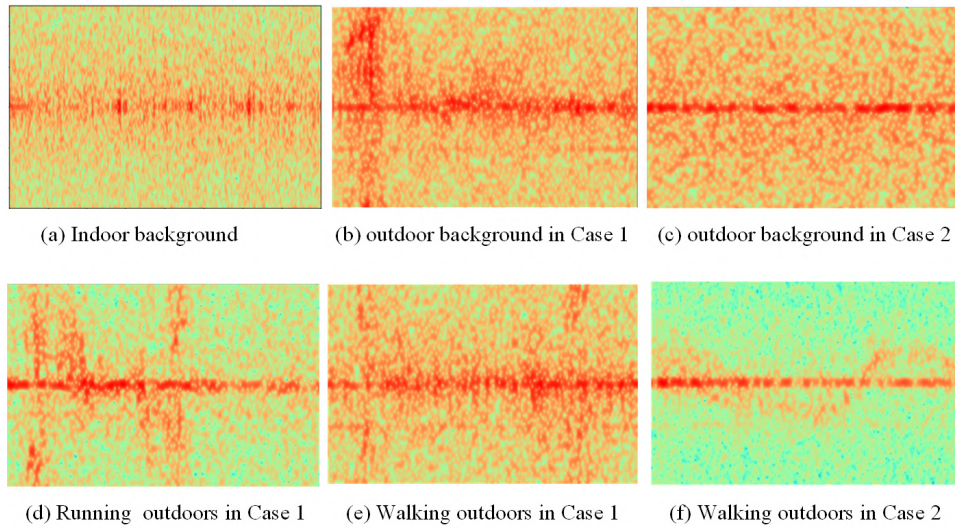 (a) Indoor background
(b) outdoor background in Case 1
(c) outdoor background in Case 2
(d) Running outdoors in Case 1
(e) Walking outdoors in Case 1
(f) Walking outdoors in Case 2